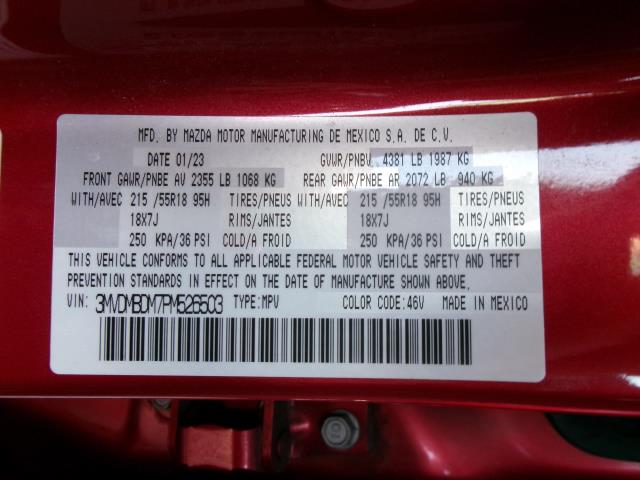 MFD. BY MAZDA MOTOR MANUFACTURING DE MEXICO S.A. DE C.V.
DATE 01/23 GVWR/PNBV 4381 LB 1987 KG
FRONT GAWR/PNBE AV 2355 LB 1068 KG REAR GAWR/PNBE AR 2072 LB 940 KG
WITH/AVEC 215 /55R18 95H TIRES/PNEUS WITH/AVEC 215 /55R18 95H TIRES/PNEUS
18X7J RIMS/JANTES 18X7J RIMS/JANTES
250 KPA/36 PSI COLD/A FROID 250 KPA/36 PSI COLD/A FROID
THIS VEHICLE CONFORMS TO ALL APPLICABLE FEDERAL MOTOR VEHICLE SAFETY AND THEFT
PREVENTION STANDARDS IN EFFECT ON THE DATE OF MANUFACTURE SHOWN ABOVE.
VIN: 3MVDMBDM7PM526503 TYPE:MPV COLOR CODE:46V MADE IN MEXICO